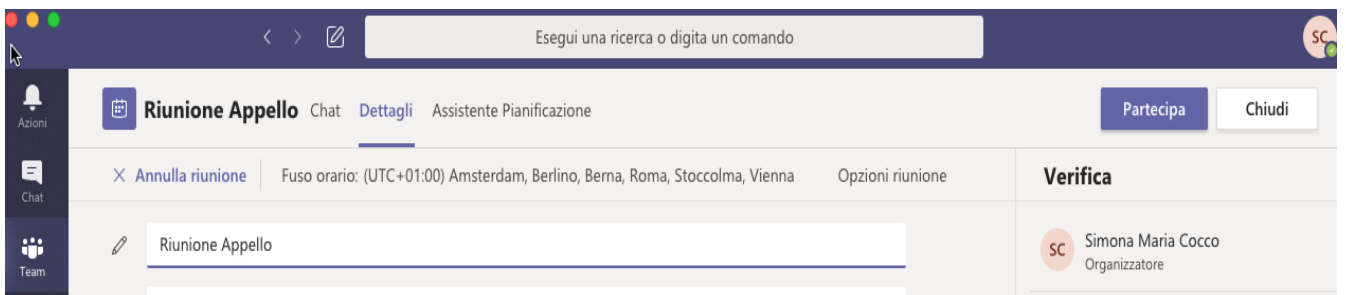 Esegui una ricerca o digita un comando
SC
Azioni
Riunione Appello Chat Dettagli Assistente Pianificazione
Partecipa Chiudi
Annulla riunione Fuso orario: (UTC+01:00) Amsterdam, Berlino, Berna, Roma, Stoccolma, Vienna Opzioni riunione
Verifica
Chat
Riunione Appello
SC Simona Maria Cocco
Organizzatore
Team